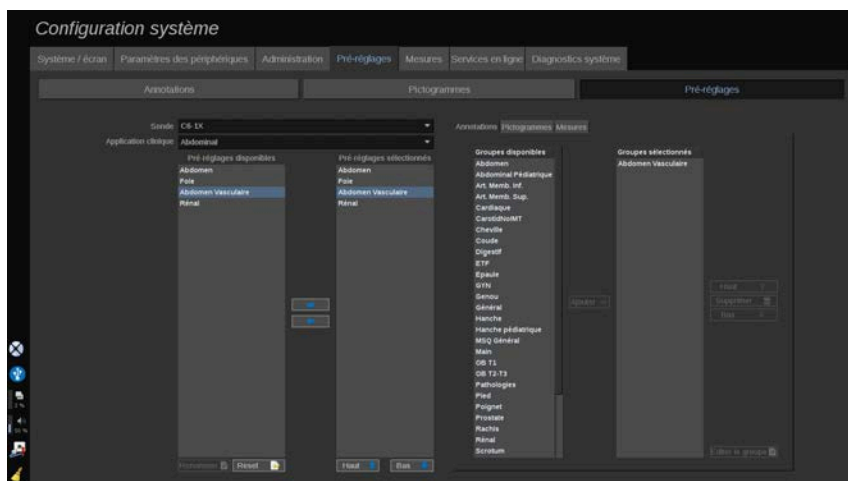 Configuration système
Système / écran Paramètres des périphériques Administration Pré-réglages Mesures Services en ligne Diagnostics système
Annotations Pictogrammes Pré-réglages
Sonde C6-1X
Application clinique Abdominal
Pré-réglages disponibles
Abdomen
Foie
Abdomen Vasculaire
Rénal
Reset
Pré-réglages sélectionnés
Abdomen
Foie
Abdomen Vasculaire
Rénal
Haut Bas
Annotations Pictogrammes Mesures
Groupes disponibles
Abdomen
Abdominal Pédiatrique
Art. Memb. Inf.
Art. Memb. Sup.
Cardiaque
CarotidNoIMT
Cheville
Coude
Digestif
ETF
Epaule
GYN
Genou
Général
Hanche
Hanche pédiatrique
MSQ Général
Main
OB T1
OB T2-T3
Pathologies
Pied
Poignet
Prostate
Rachis
Rénal
Scrotum
Ajouter
Groupes sélectionnés
Abdomen Vasculaire
Haut
Supprimer
Bas
Editer le groupe